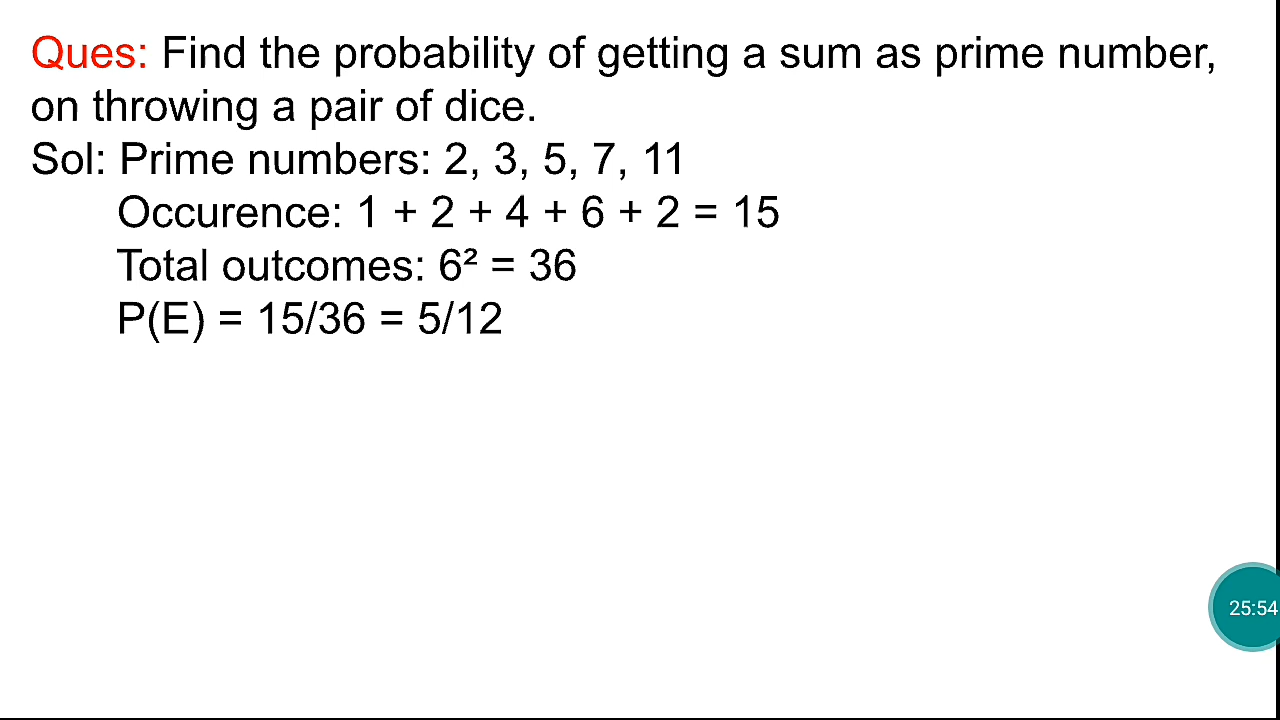 Ques: Find the probability of getting a sum as prime number,
on throwing a pair of dice.
Sol: Prime numbers: 2, 3, 5, 7, 11
Occurence: 1 + 2 + 4 + 6 + 2 = 15
Total outcomes: 6² = 36
P(E) = 15/36 = 5/12
25:54